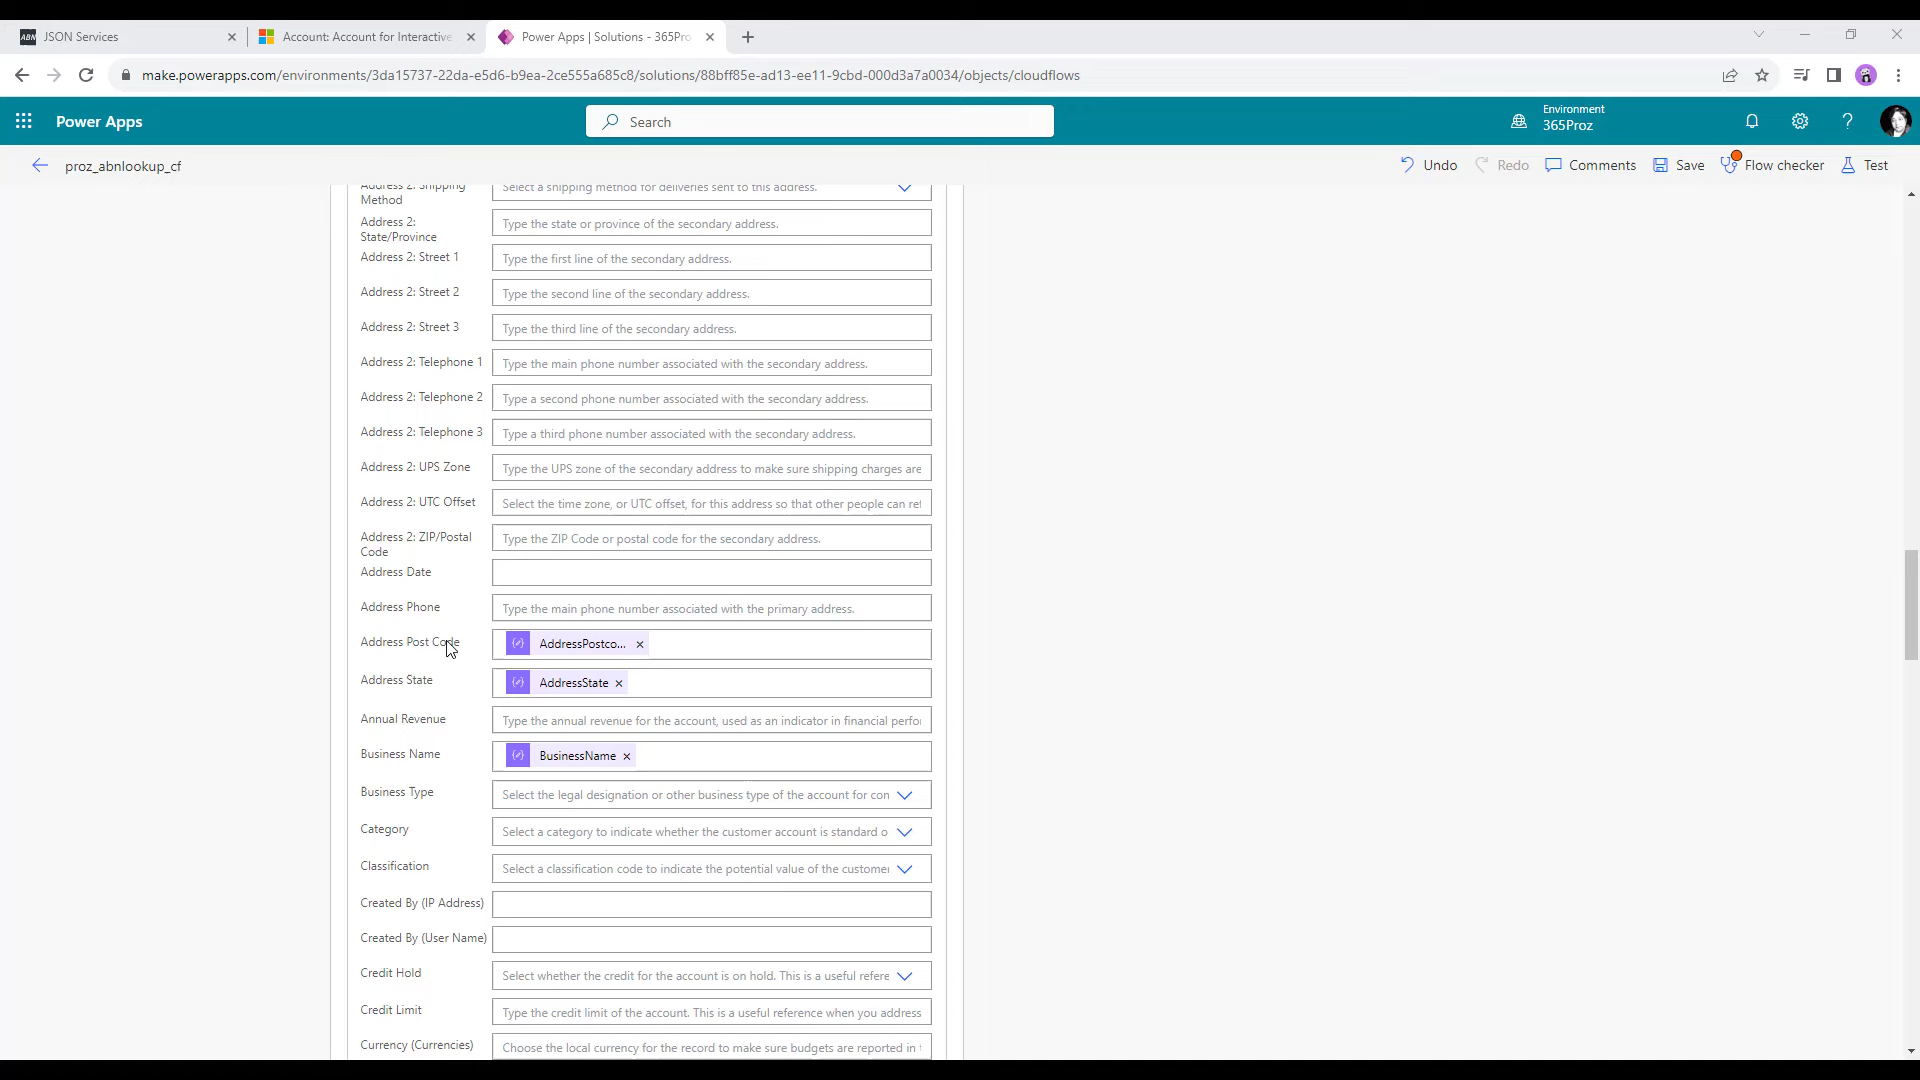 ABN JSON Services
Account: Account for Interactive
Power Apps | Solutions - 365Pro
make.powerapps.com/environments/3da15737-22da-e5d6-b9ea-2ce555a685c8/solutions/88bff85e-ad13-ee11-9cbd-000d3a7a0034/objects/cloudflows
Power Apps
Search
Environment
365Proz
proz_abnlookup_cf
Undo
Redo
Comments
Save
Flow checker
Test
Address 2: Shipping
Method
Select a shipping method for deliveries sent to this address.
Address 2:
State/Province
Type the state or province of the secondary address.
Address 2: Street 1
Type the first line of the secondary address.
Address 2: Street 2
Type the second line of the secondary address.
Address 2: Street 3
Type the third line of the secondary address.
Address 2: Telephone 1
Type the main phone number associated with the secondary address.
Address 2: Telephone 2
Type a second phone number associated with the secondary address.
Address 2: Telephone 3
Type a third phone number associated with the secondary address.
Address 2: UPS Zone
Type the UPS zone of the secondary address to make sure shipping charges are
Address 2: UTC Offset
Select the time zone, or UTC offset, for this address so that other people can ref
Address 2: ZIP/Postal
Code
Type the ZIP Code or postal code for the secondary address.
Address Date
Address Phone
Type the main phone number associated with the primary address.
Address Post Code
AddressPostco...
Address State
AddressState
Annual Revenue
Type the annual revenue for the account, used as an indicator in financial perfo
Business Name
BusinessName
Business Type
Select the legal designation or other business type of the account for con
Category
Select a category to indicate whether the customer account is standard o
Classification
Select a classification code to indicate the potential value of the customer
Created By (IP Address)
Created By (User Name)
Credit Hold
Select whether the credit for the account is on hold. This is a useful refere
Credit Limit
Type the credit limit of the account. This is a useful reference when you address
Currency (Currencies)
Choose the local currency for the record to make sure budgets are reported in